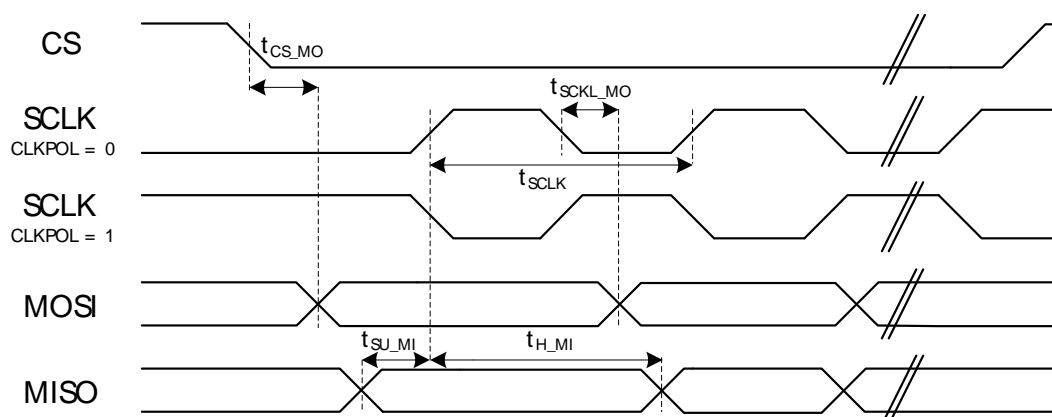 CS
tCS_MO
SCLK
CLKPOL = 0
tSCKL_MO
tSCLK
SCLK
CLKPOL = 1
MOSI
tSU_MI
tH_MI
MISO